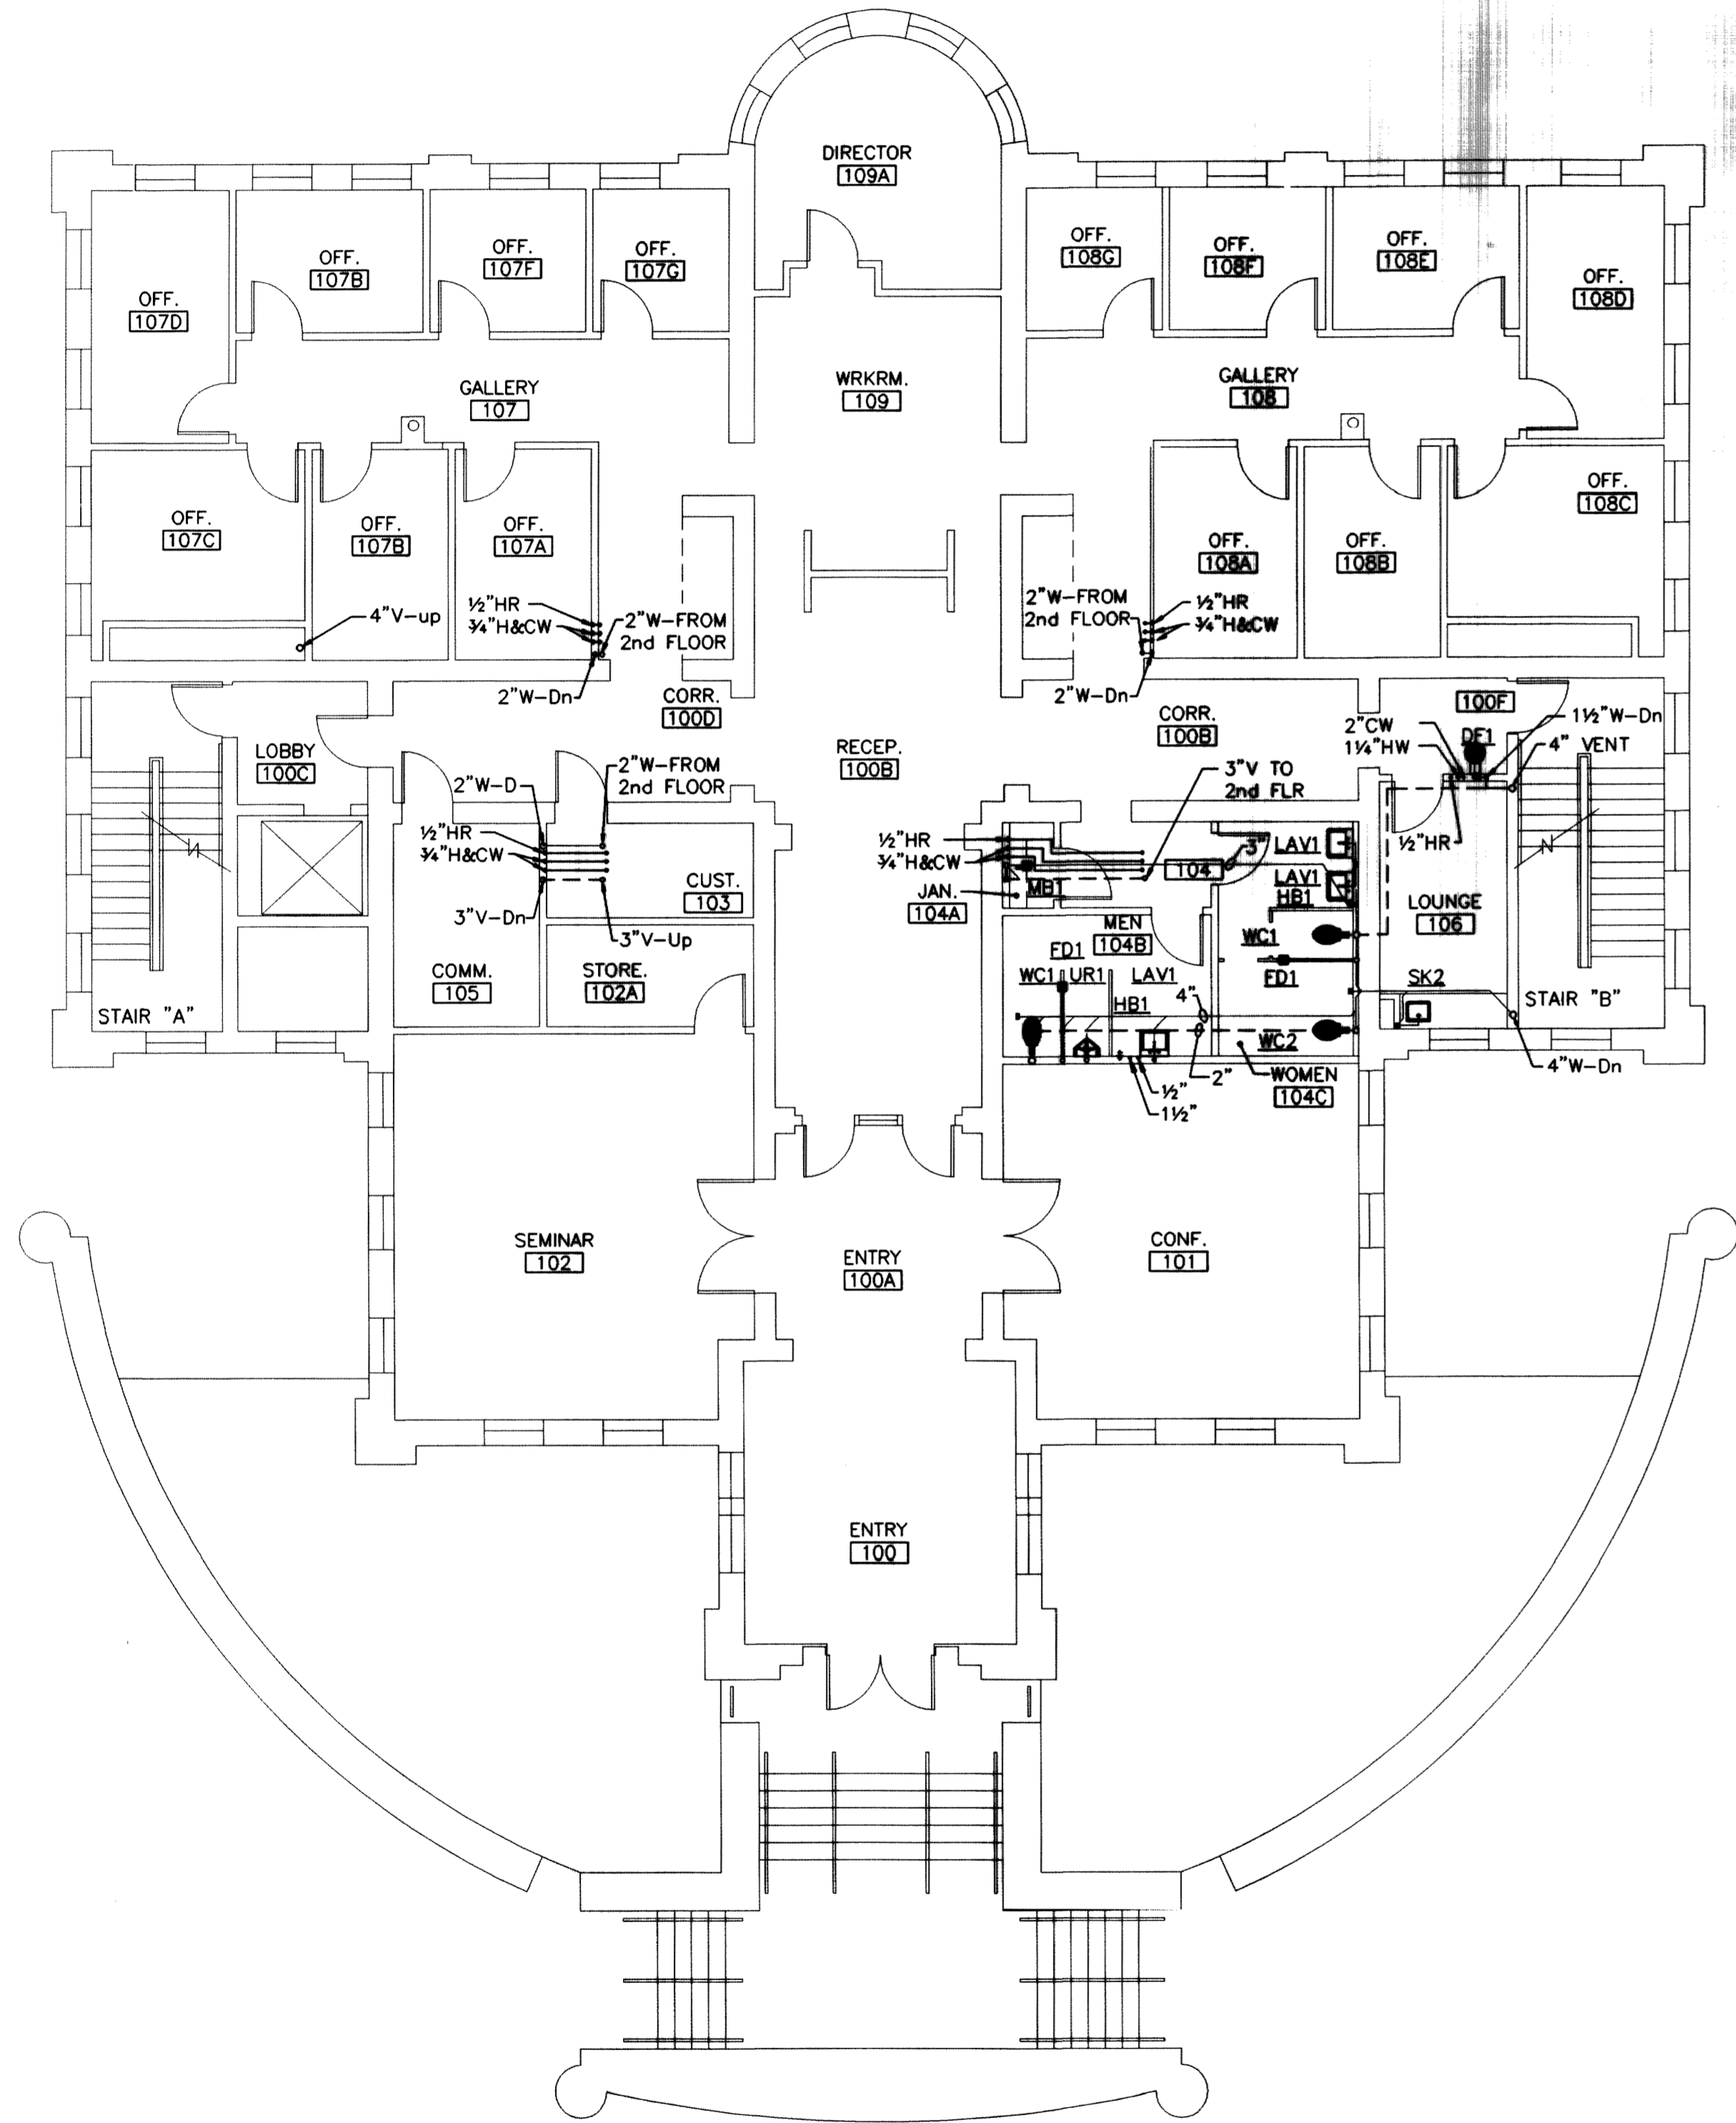 DIRECTOR
109A
OFF.
107D
OFF.
107B
OFF.
107F
OFF.
107G
OFF.
108G
OFF.
108F
OFF.
108E
OFF.
108D
GALLERY
107
WRKRM.
109
GALLERY
108
OFF.
107C
OFF.
107B
OFF.
107A
OFF.
108A
OFF.
108B
OFF.
108C
4"V-up
½"HR
¾"H&CW
2"W-FROM
2nd FLOOR
2"W-Dn
2"W-FROM
2nd FLOOR
½"HR
¾"H&CW
2"W-Dn
CORR.
100D
RECEP.
100B
CORR.
100B
100F
2"CW
1¼"HW
DF1
1½"W-Dn
4" VENT
½"HR
LOBBY
100C
2"W-D
2"W-FROM
2nd FLOOR
½"HR
¾"H&CW
3"V-Dn
3"V-Up
CUST.
103
3"V TO
2nd FLR
½"HR
¾"H&CW
JAN.
104A
MB1
104
3"
LAV1
LAV1
HB1
LOUNGE
106
MEN
104B
WC1
FD1
FD1
WC1
UR1
LAV1
HB1
4"
SK2
COMM.
105
STORE.
102A
STAIR "A"
STAIR "B"
WC2
2"
½"
1½"
WOMEN
104C
4"W-Dn
SEMINAR
102
ENTRY
100A
CONF.
101
ENTRY
100